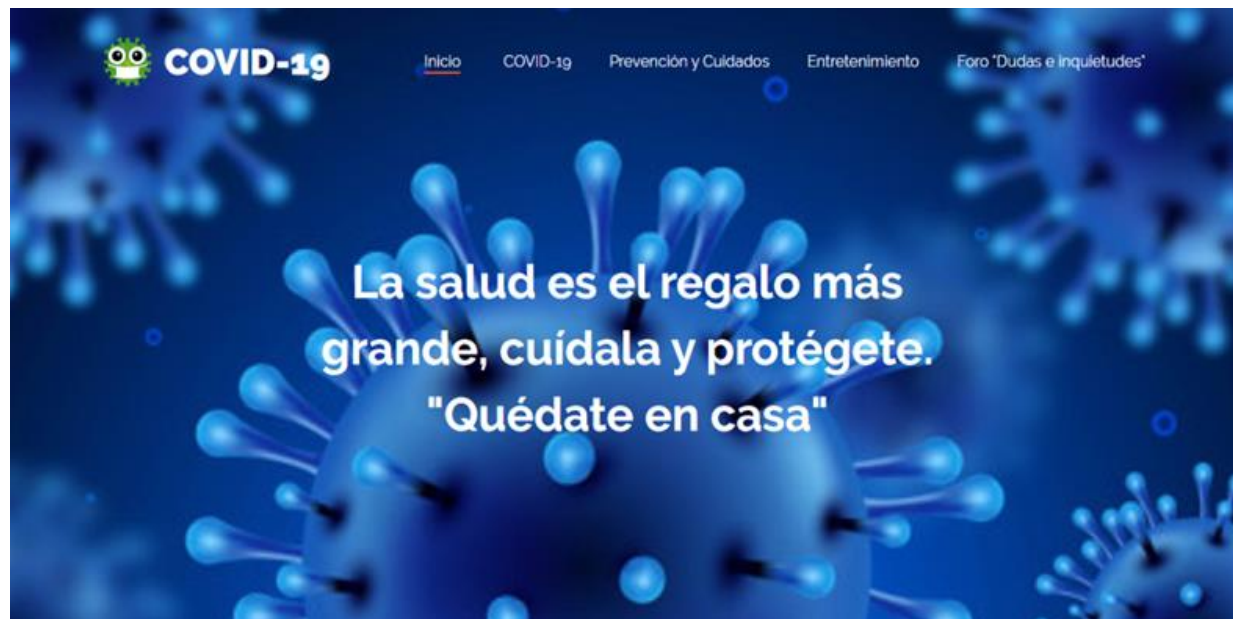 COVID-19
Inicio COVID-19 Prevención y Cuidados Entretenimiento Foro "Dudas e Inquietudes"
La salud es el regalo más
grande, cuídala y protégete.
"Quédate en casa"